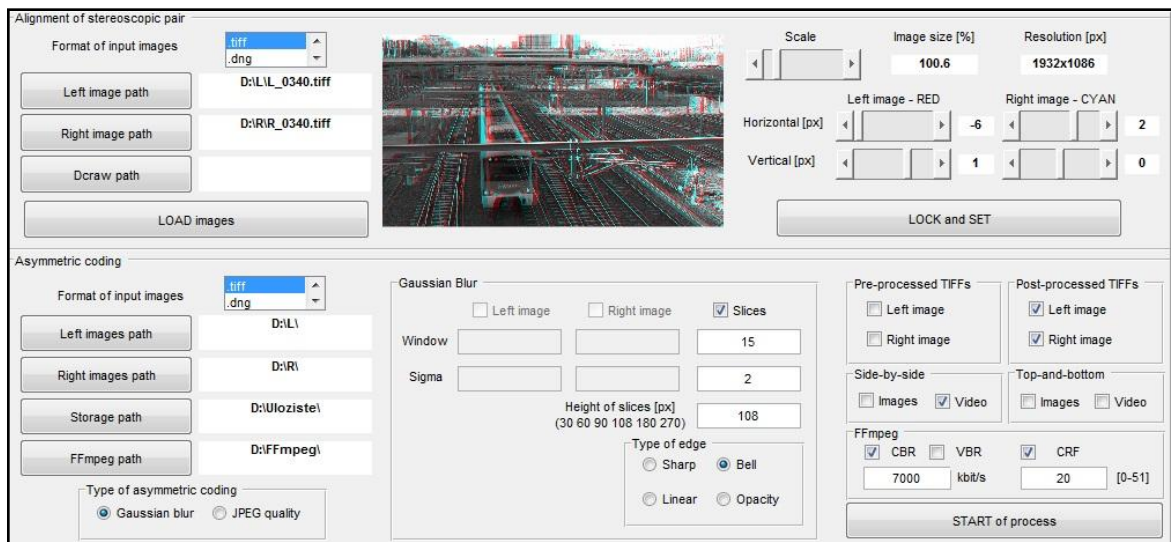 Alignment of stereoscopic pair
Format of input images
.tiff
.dng
Left image path
D:\L\L_0340.tiff
Right image path
D:\R\R_0340.tiff
Dcraw path
LOAD images
Scale
Image size [%]
Resolution [px]
100.6
1932x1086
Left image - RED
Right image - CYAN
Horizontal [px]
-6
2
Vertical [px]
1
0
LOCK and SET
Asymmetric coding
Format of input images
.tiff
.dng
Left images path
D:\L\
Right images path
D:\R\
Storage path
D:\Uloziste\
FFmpeg path
D:\FFmpeg\
Type of asymmetric coding
Gaussian blur
JPEG quality
Gaussian Blur
Left image
Right image
Slices
Window
15
Sigma
2
Height of slices [px]
(30 60 90 108 180 270)
108
Type of edge
Sharp
Bell
Linear
Opacity
Pre-processed TIFFs
Left image
Right image
Post-processed TIFFs
Left image
Right image
Side-by-side
Images
Video
Top-and-bottom
Images
Video
FFmpeg
CBR
VBR
CRF
7000
kbit/s
20
[0-51]
START of process